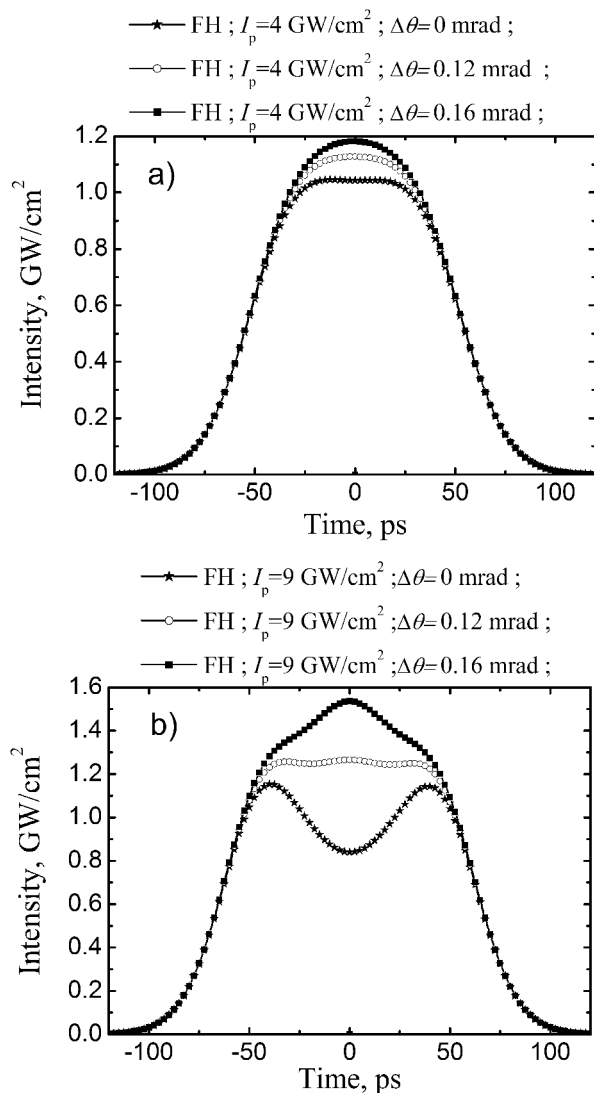 FH ; Iₚ=4 GW/cm² ; Δθ= 0 mrad ;
FH ; Iₚ=4 GW/cm² ; Δθ= 0.12 mrad ;
FH ; Iₚ=4 GW/cm² ; Δθ= 0.16 mrad ;
a)
1.2
1.0
0.8
0.6
0.4
0.2
0.0
Intensity, GW/cm²
-100 -50 0 50 100
Time, ps
FH ; Iₚ=9 GW/cm² ;Δθ= 0 mrad ;
FH ; Iₚ=9 GW/cm² ;Δθ= 0.12 mrad ;
FH ; Iₚ=9 GW/cm² ;Δθ= 0.16 mrad ;
b)
1.6
1.4
1.2
1.0
0.8
0.6
0.4
0.2
0.0
Intensity, GW/cm²
-100 -50 0 50 100
Time, ps